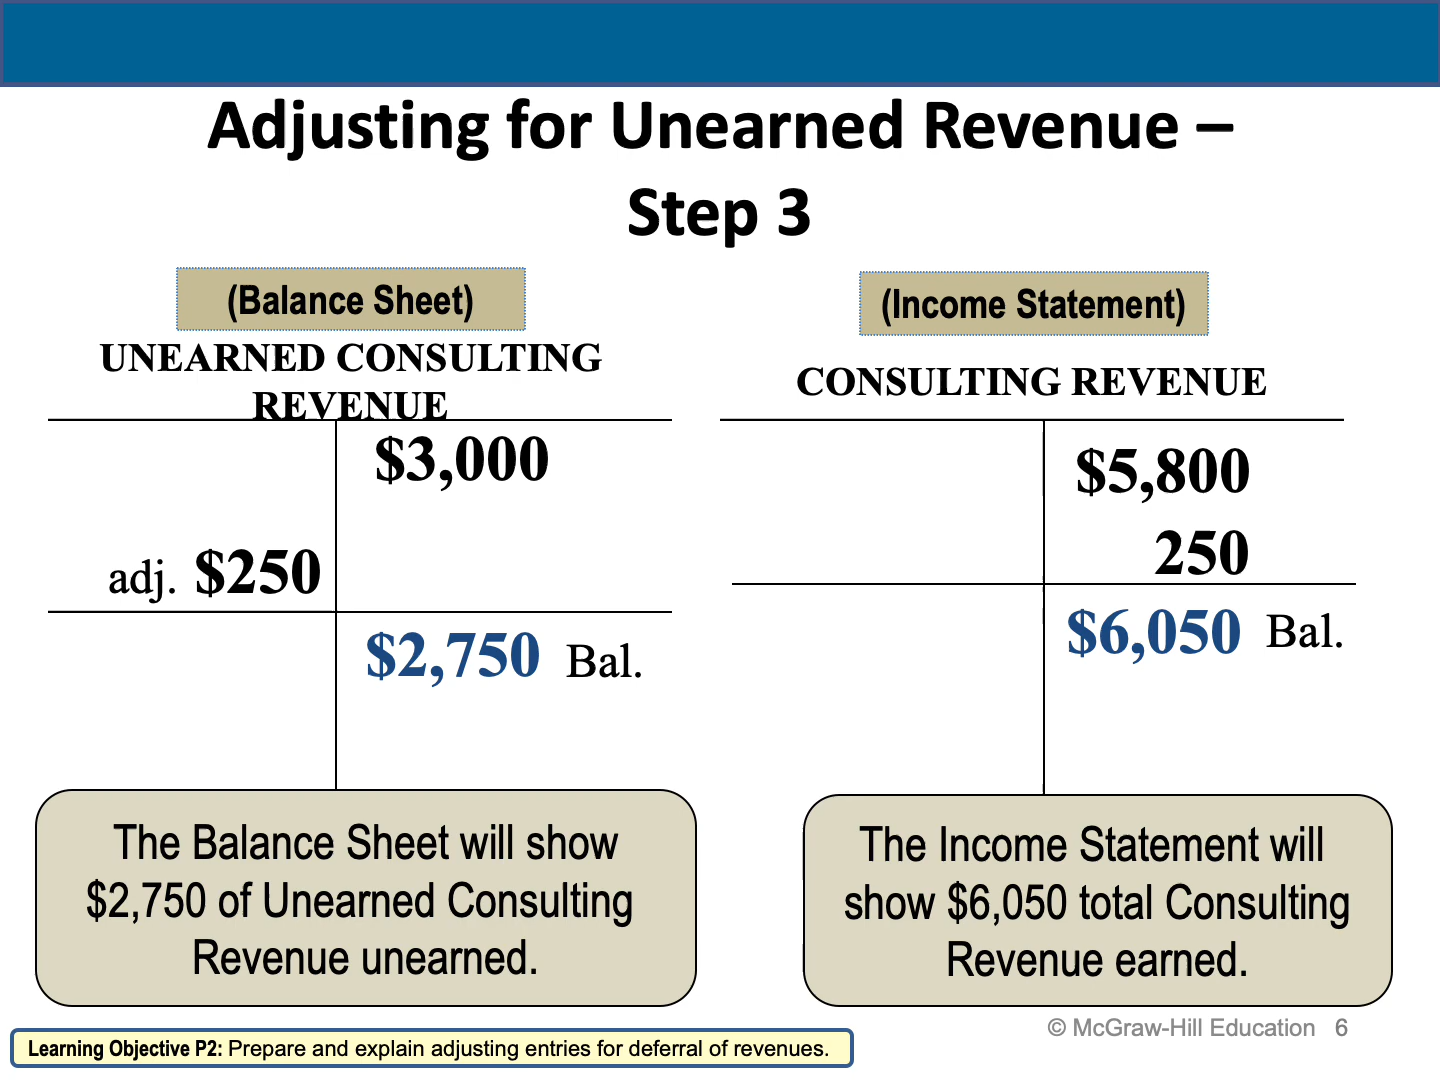 Adjusting for Unearned Revenue –
Step 3
(Balance Sheet)
UNEARNED CONSULTING
REVENUE
$3,000
adj. $250
$2,750 Bal.
The Balance Sheet will show
$2,750 of Unearned Consulting
Revenue unearned.
(Income Statement)
CONSULTING REVENUE
$5,800
250
$6,050 Bal.
The Income Statement will
show $6,050 total Consulting
Revenue earned.
© McGraw-Hill Education 6
Learning Objective P2: Prepare and explain adjusting entries for deferral of revenues.